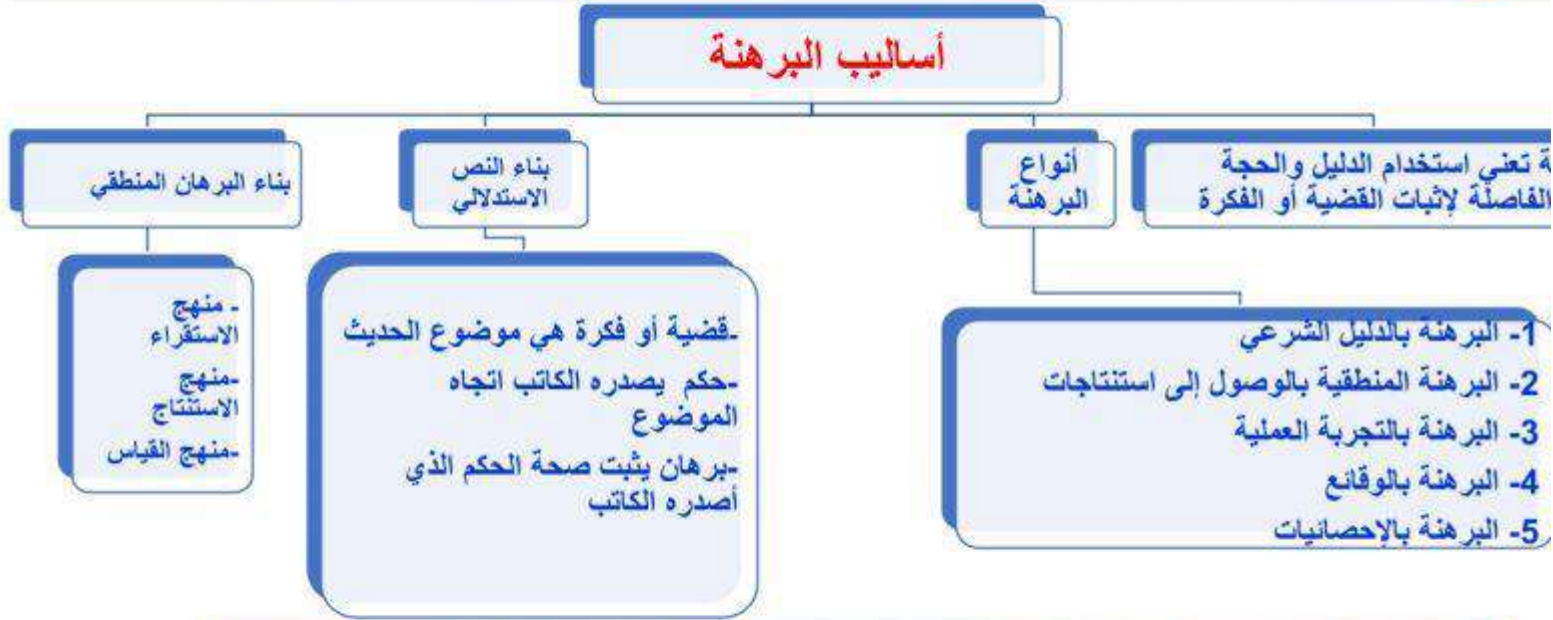 أساليب البرهنة
تعني استخدام الدليل والحجة
الفاصلة لإثبات القضية أو الفكرة
أنواع
البرهنة
1- البرهنة بالدليل الشرعي
2- البرهنة المنطقية بالوصول إلى استنتاجات
3- البرهنة بالتجربة العملية
4- البرهنة بالوقائع
5- البرهنة بالإحصائيات
بناء النص
الاستدلالي
-قضية أو فكرة هي موضوع الحديث
-حكم يصدره الكاتب اتجاه
الموضوع
-برهان يثبت صحة الحكم الذي
أصدره الكاتب
بناء البرهان المنطقي
- منهج
الاستقراء
-منهج
الاستنتاج
-منهج القياس